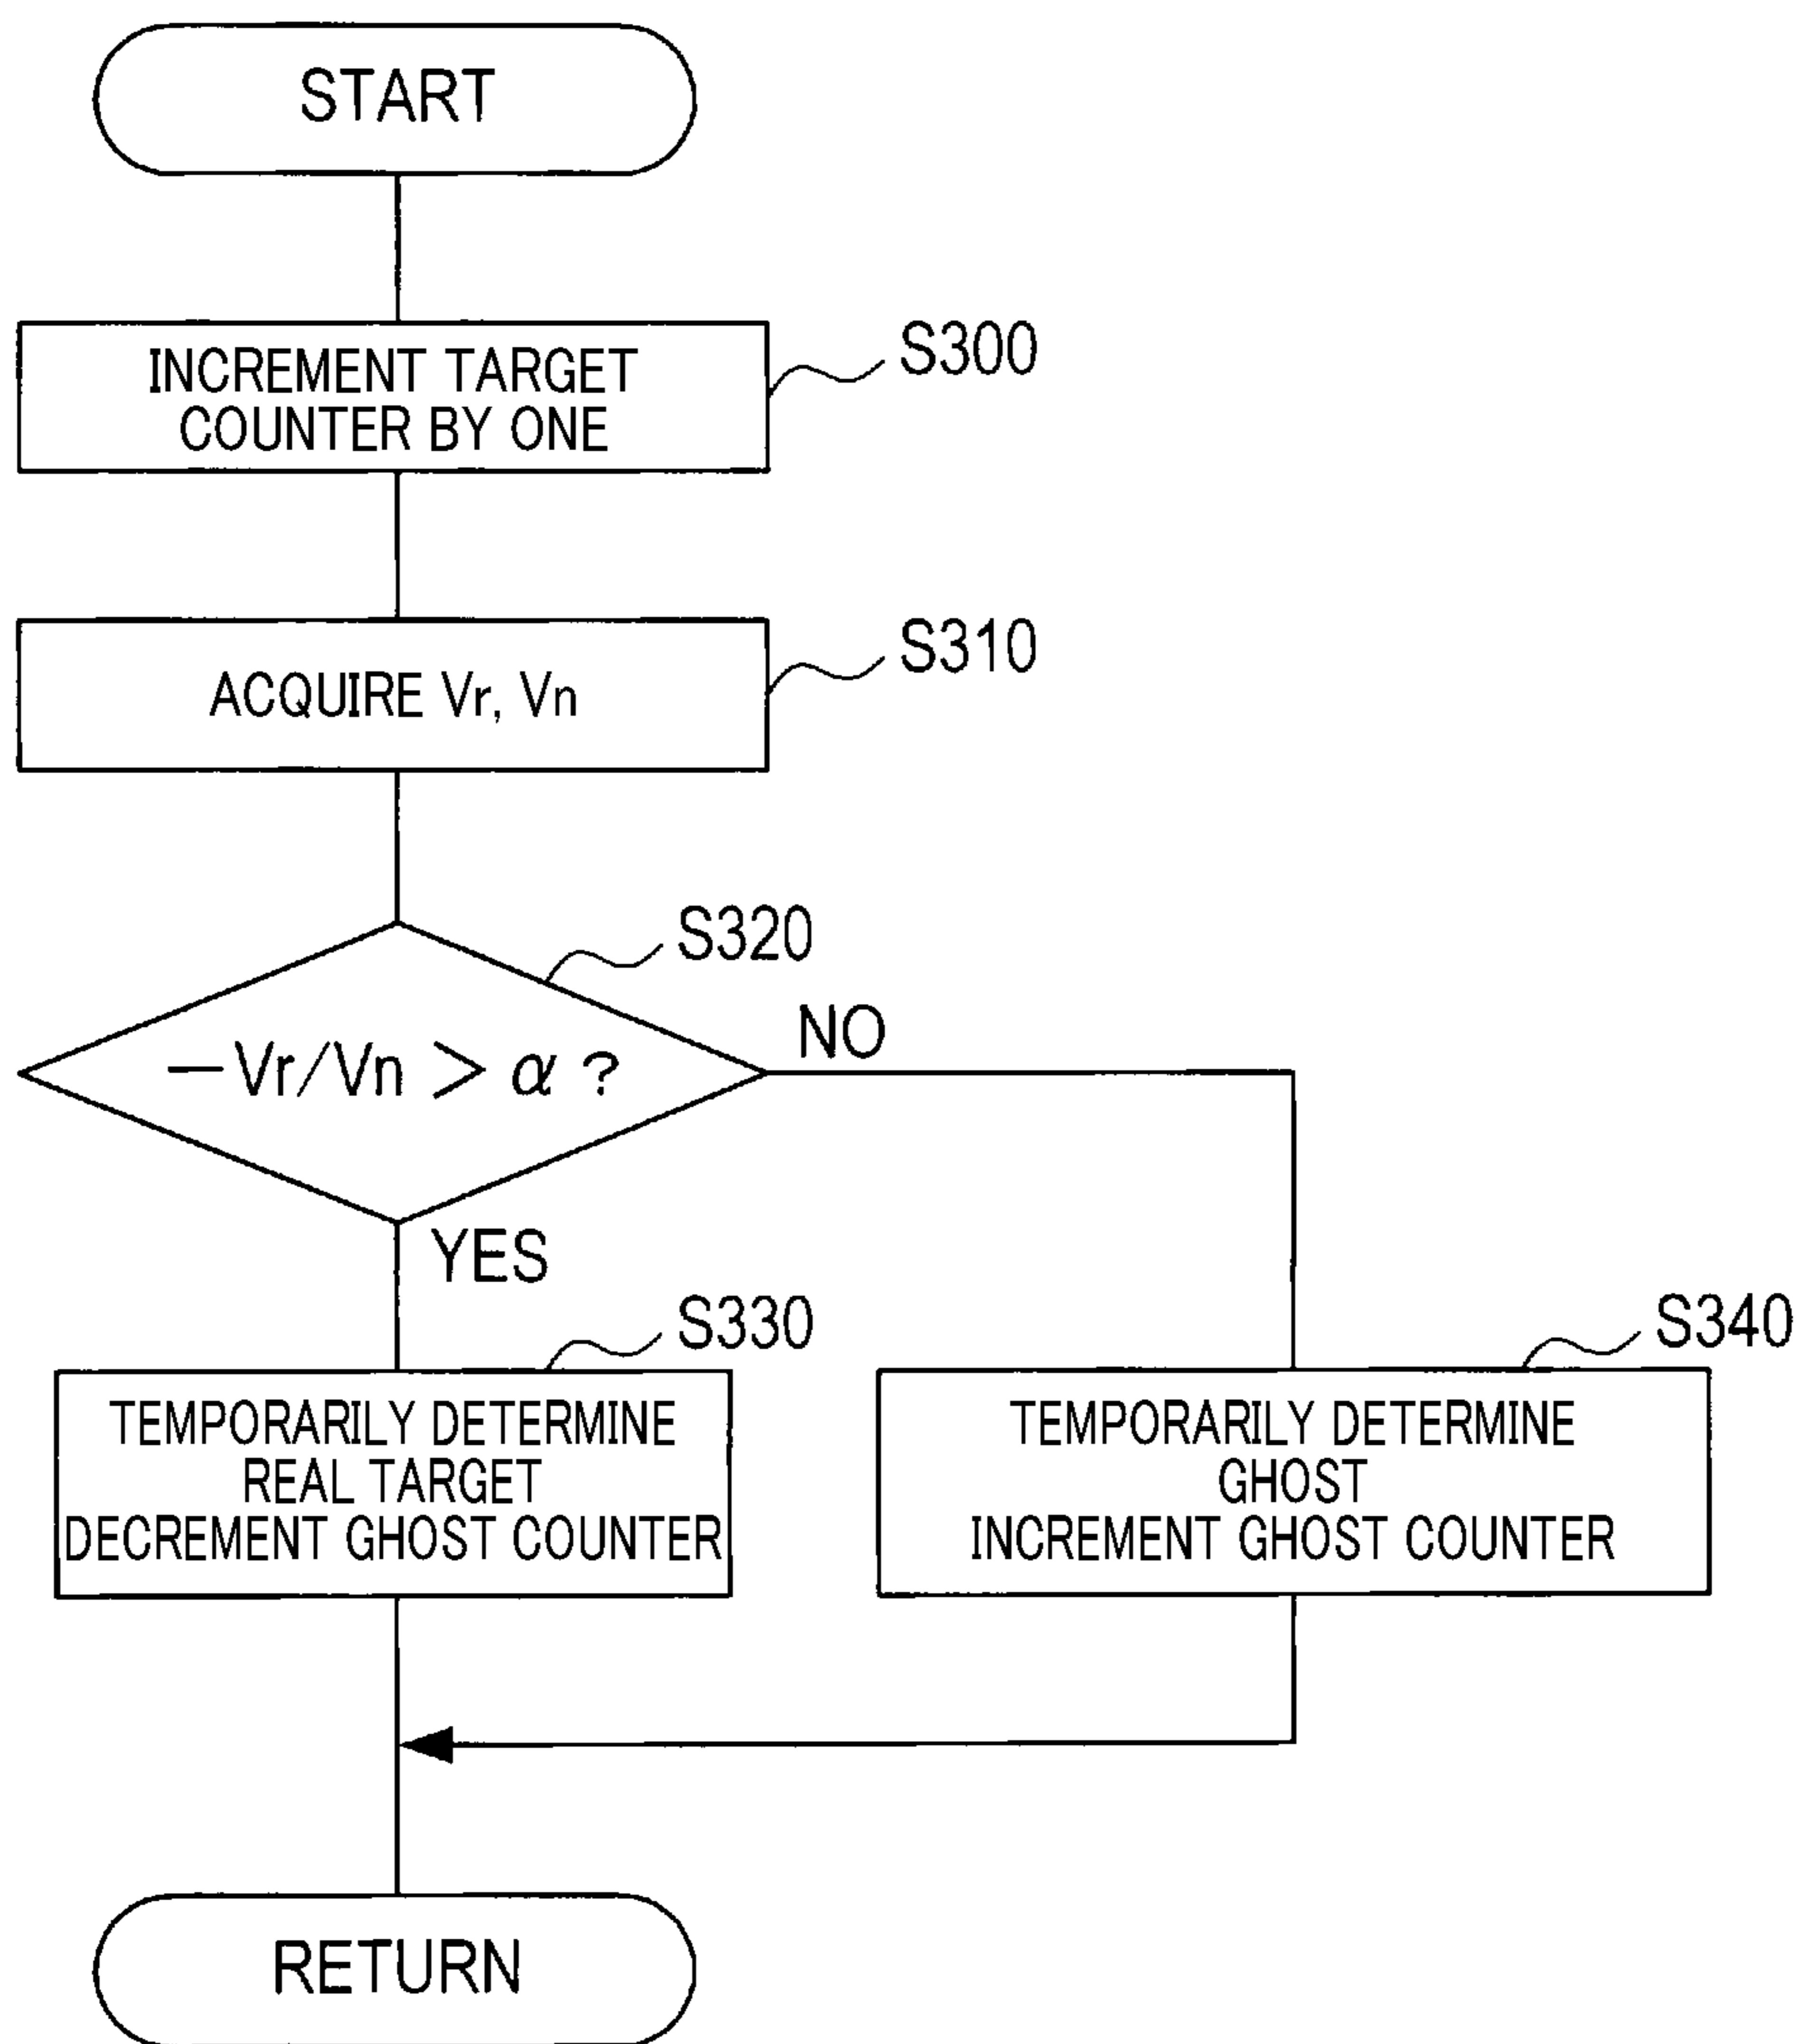 START
INCREMENT TARGET
COUNTER BY ONE
S300
ACQUIRE Vr, Vn
S310
S320
−Vr/Vn > α ?
NO
YES
S330
TEMPORARILY DETERMINE
REAL TARGET
DECREMENT GHOST COUNTER
S340
TEMPORARILY DETERMINE
GHOST
INCREMENT GHOST COUNTER
RETURN